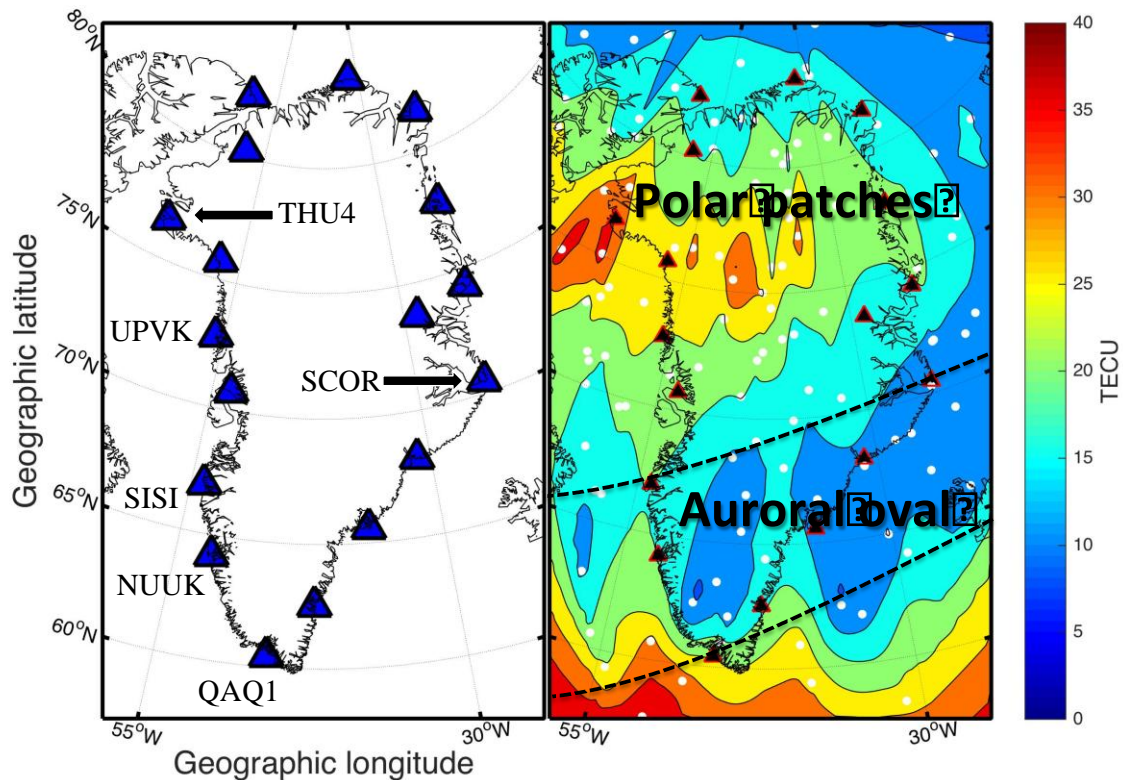 80°N
75°N
70°N
65°N
60°N
55°W
30°W
Geographic latitude
Geographic longitude
THU4
UPVK
SCOR
SISI
NUUK
QAQ1
Polar patches
Auroral oval
55°W
30°W
40
35
30
25
20
15
10
5
0
TECU